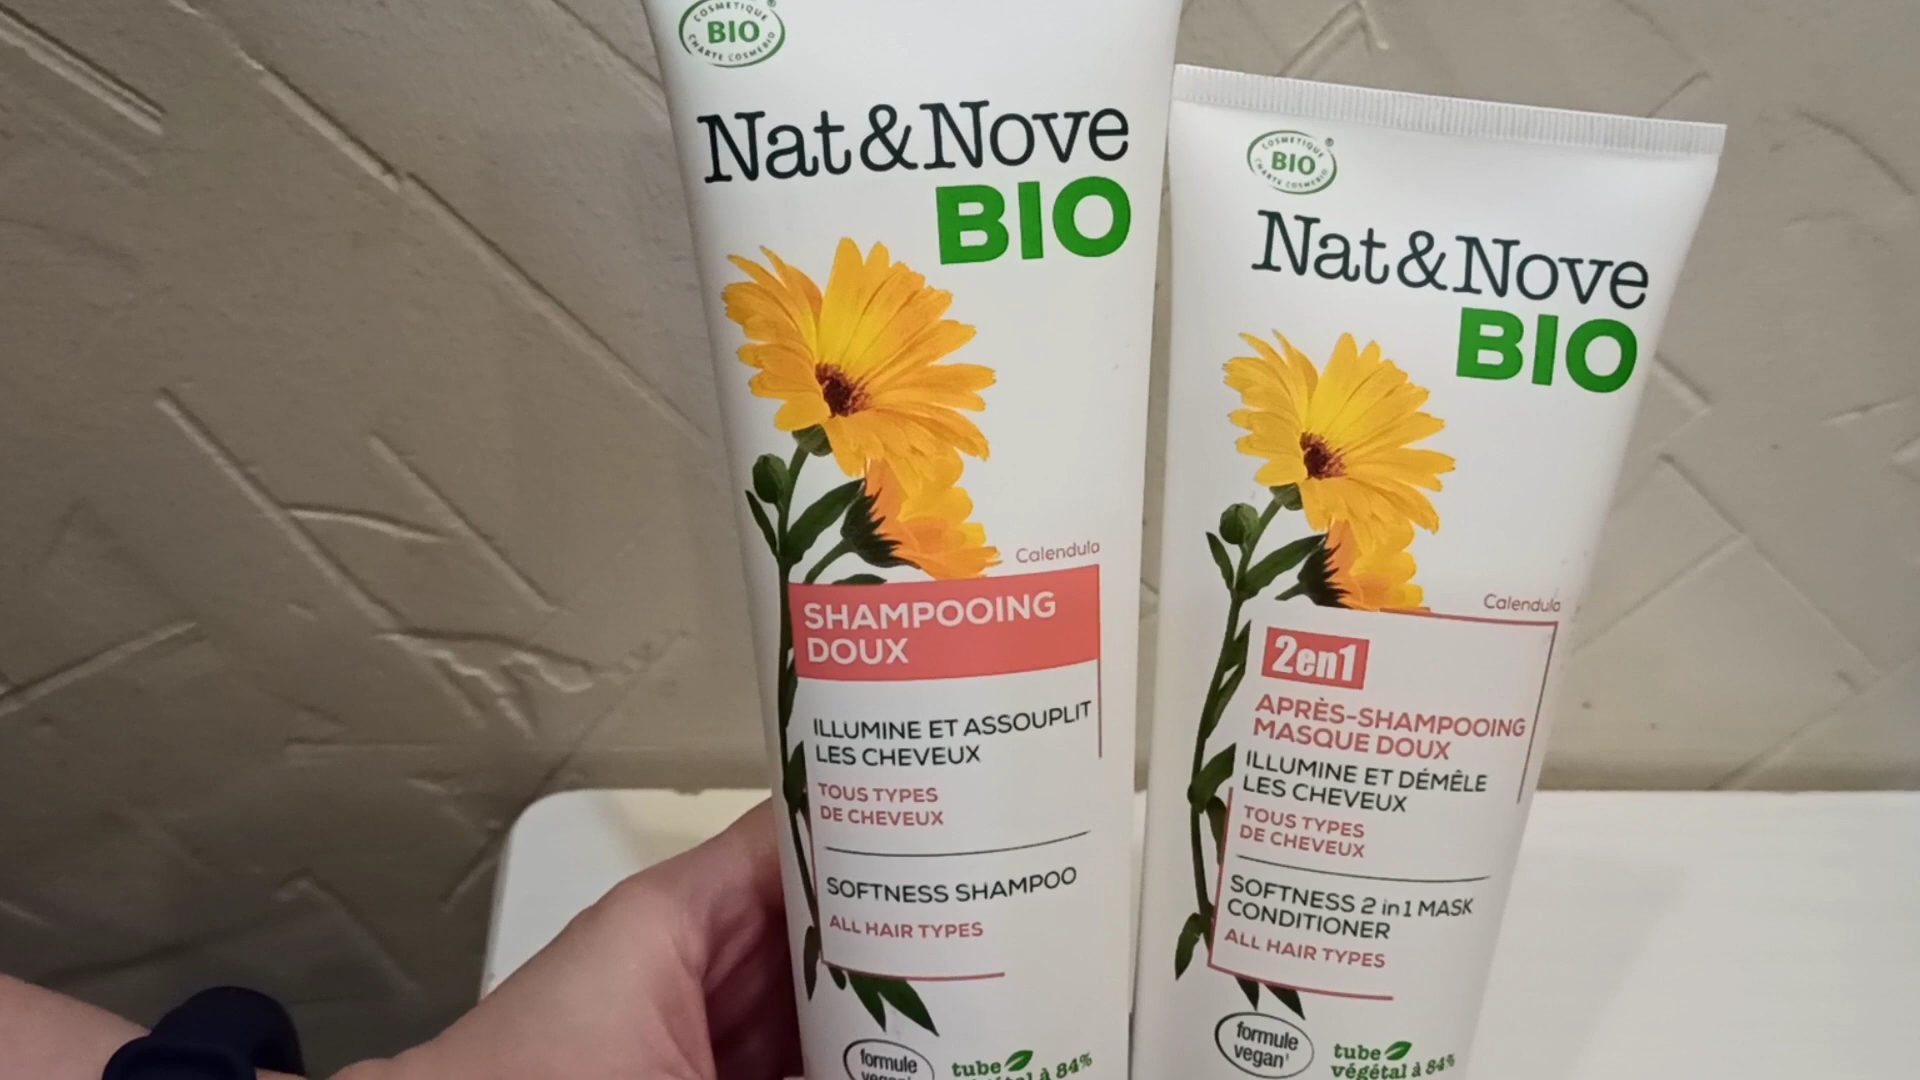 COSMETIQUE
BIO
CHARTE COSMEBIO
Nat&Nove
BIO
Calendula
SHAMPOOING
DOUX
ILLUMINE ET ASSOUPLIT
LES CHEVEUX
TOUS TYPES
DE CHEVEUX
SOFTNESS SHAMPOO
ALL HAIR TYPES
formule
vegan
tube
végétal à 84%
COSMETIQUE
BIO
CHARTE COSMEBIO
Nat&Nove
BIO
Calendula
2en1
APRÈS-SHAMPOOING
MASQUE DOUX
ILLUMINE ET DÉMÊLE
LES CHEVEUX
TOUS TYPES
DE CHEVEUX
SOFTNESS 2 in 1 MASK
CONDITIONER
ALL HAIR TYPES
formule
vegan¹
tube
végétal à 84%